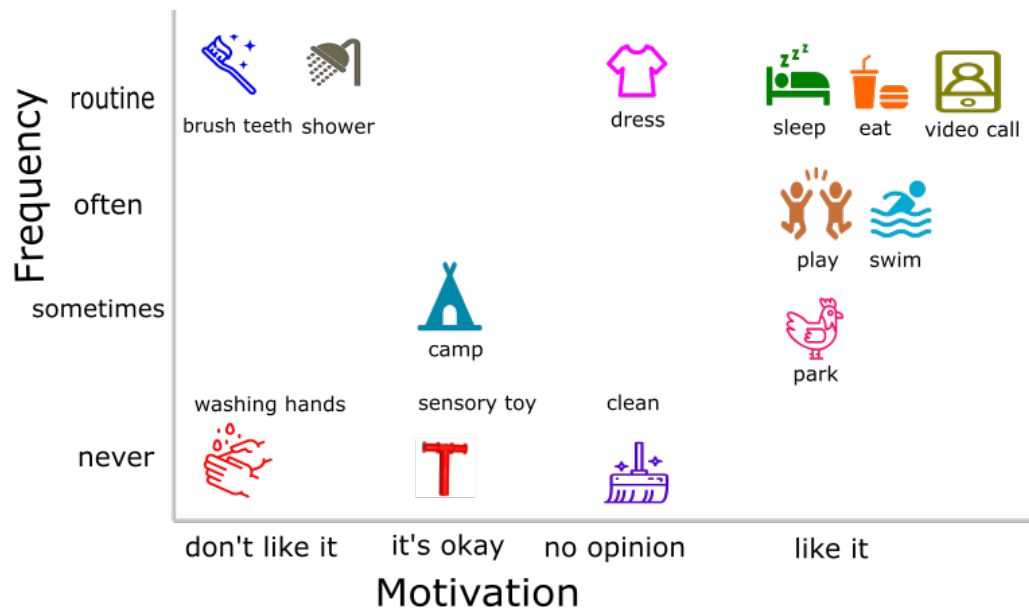 Frequency
routine
often
sometimes
never
brush teeth
shower
dress
zzz
sleep
eat
video call
play
swim
camp
park
washing hands
sensory toy
clean
don't like it
it's okay
no opinion
like it
Motivation